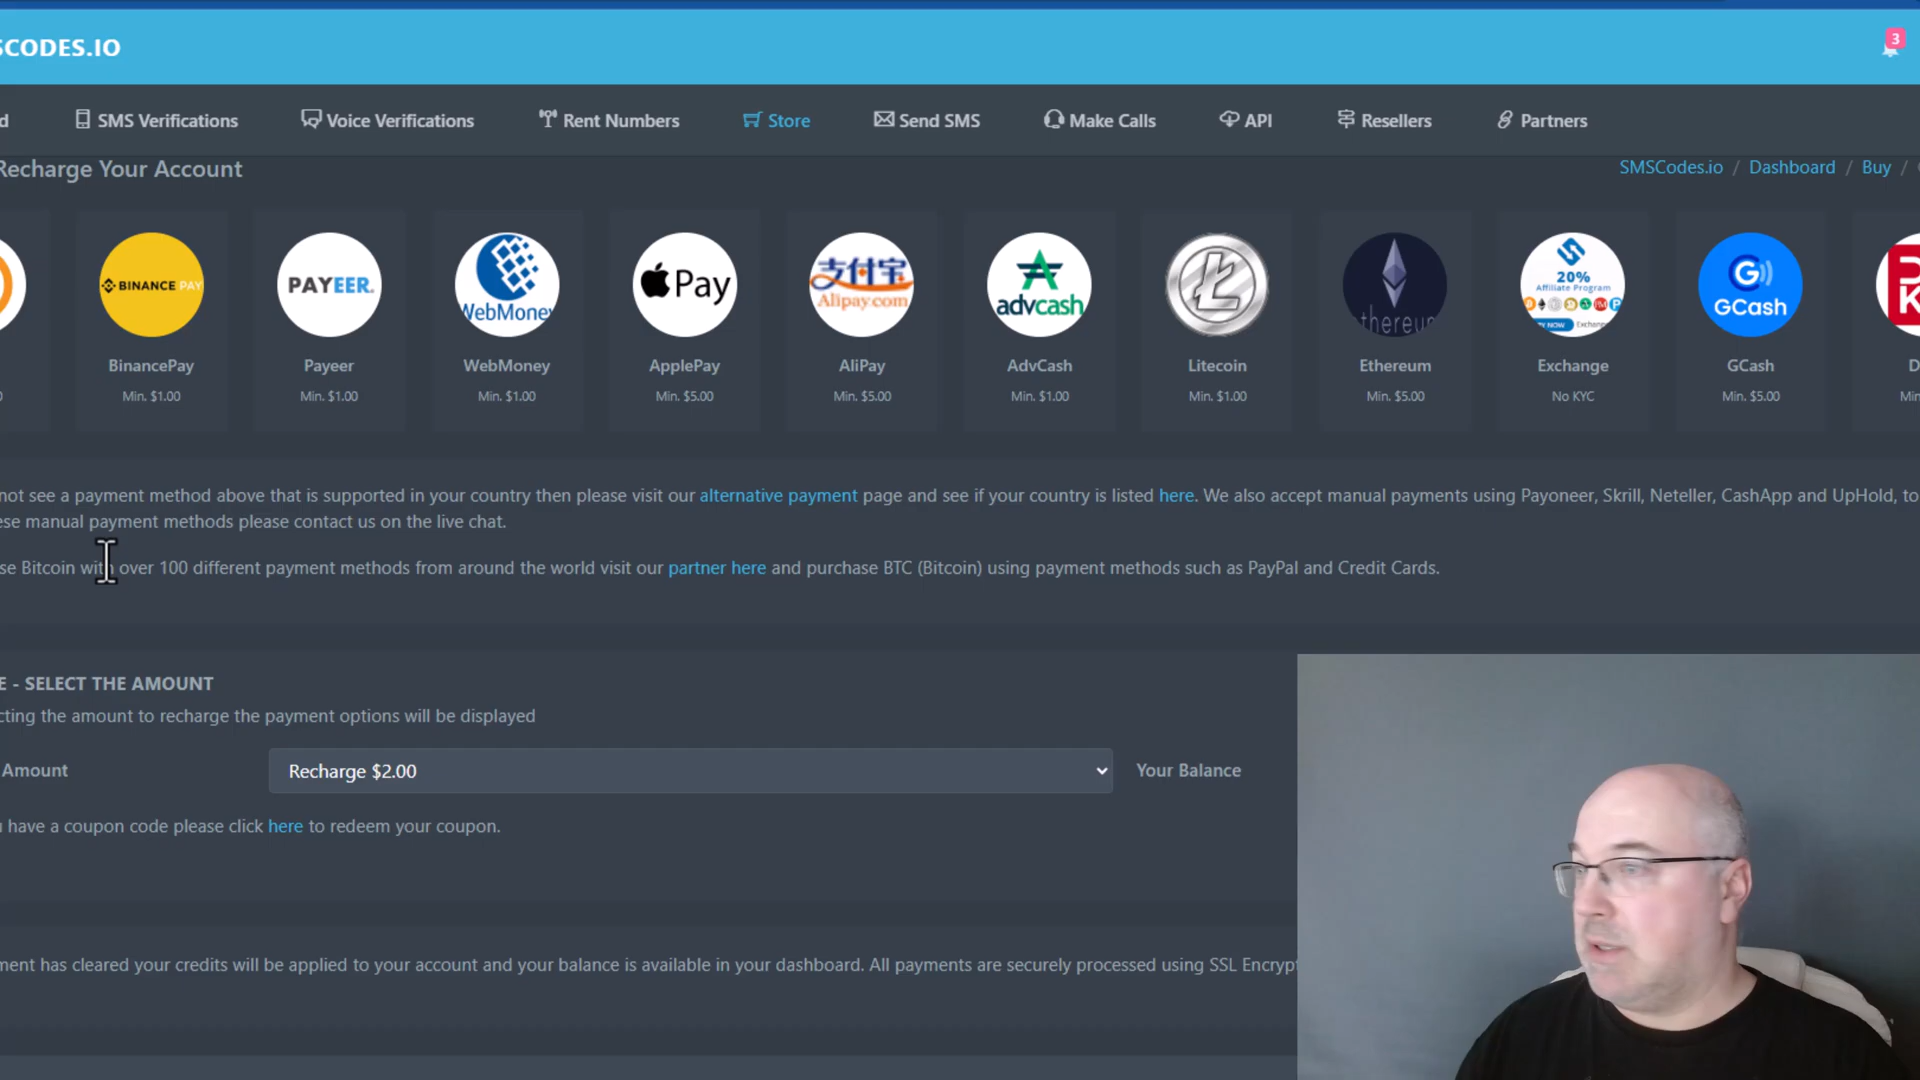 SCODES.IO
3
d SMS Verifications Voice Verifications Rent Numbers Store Send SMS Make Calls API Resellers Partners
Recharge Your Account
SMSCodes.io / Dashboard / Buy /
BINANCE PAY
PAYEER.
WebMoney
Pay
支付宝
Alipay.com
advcash
ethereum
20%
Affiliate Program
Exchange
GCash
BinancePay Payeer WebMoney ApplePay AliPay AdvCash Litecoin Ethereum Exchange GCash D
Min. $1.00 Min. $1.00 Min. $1.00 Min. $5.00 Min. $5.00 Min. $1.00 Min. $1.00 Min. $5.00 No KYC Min. $5.00 Min
not see a payment method above that is supported in your country then please visit our alternative payment page and see if your country is listed here. We also accept manual payments using Payoneer, Skrill, Neteller, CashApp and UpHold, to
ese manual payment methods please contact us on the live chat.
se Bitcoin with over 100 different payment methods from around the world visit our partner here and purchase BTC (Bitcoin) using payment methods such as PayPal and Credit Cards.
E - SELECT THE AMOUNT
cting the amount to recharge the payment options will be displayed
Amount Recharge $2.00 Your Balance
u have a coupon code please click here to redeem your coupon.
ment has cleared your credits will be applied to your account and your balance is available in your dashboard. All payments are securely processed using SSL Encrypt